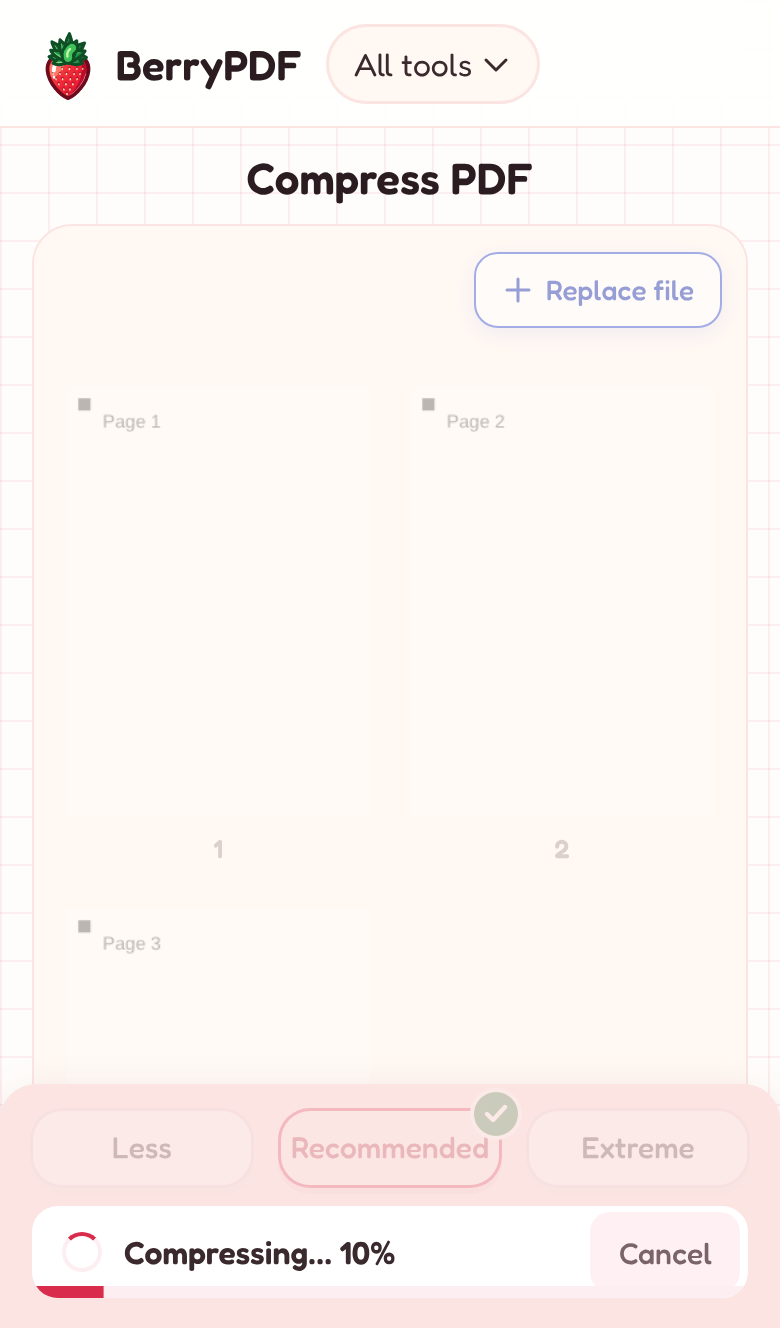 BerryPDF All tools
Compress PDF
Replace file
Page 1 Page 2
1 2
Page 3
Less Recommended Extreme
Compressing... 10% Cancel